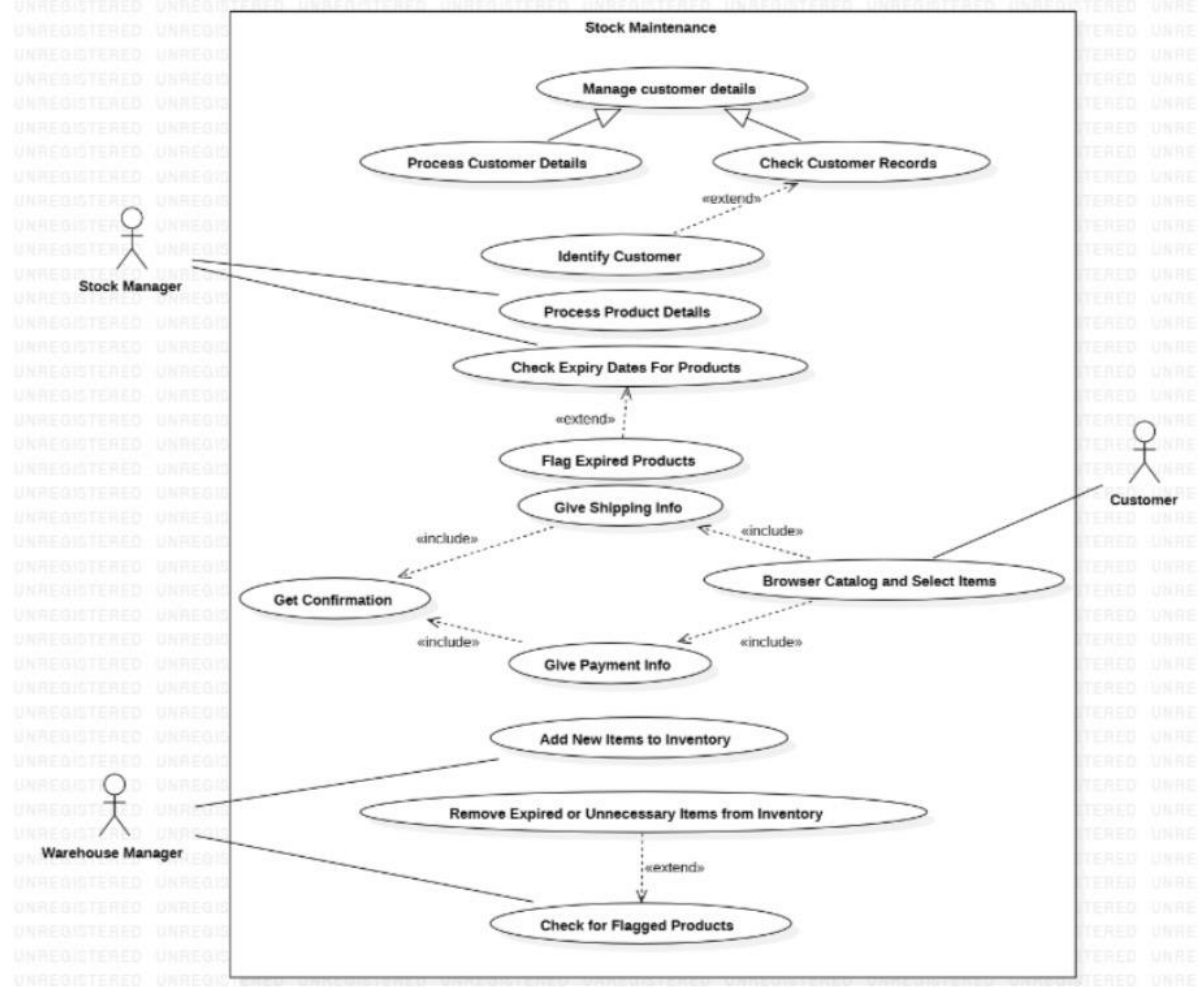 Stock Maintenance
Manage customer details
Process Customer Details
Check Customer Records
«extend»
Identify Customer
Stock Manager
Process Product Details
Check Expiry Dates For Products
«extend»
Flag Expired Products
Customer
Give Shipping Info
«include»
«include»
Browser Catalog and Select Items
Get Confirmation
«include»
«include»
Give Payment Info
Add New Items to Inventory
Remove Expired or Unnecessary Items from Inventory
Warehouse Manager
«extend»
Check for Flagged Products
UNREGISTERED